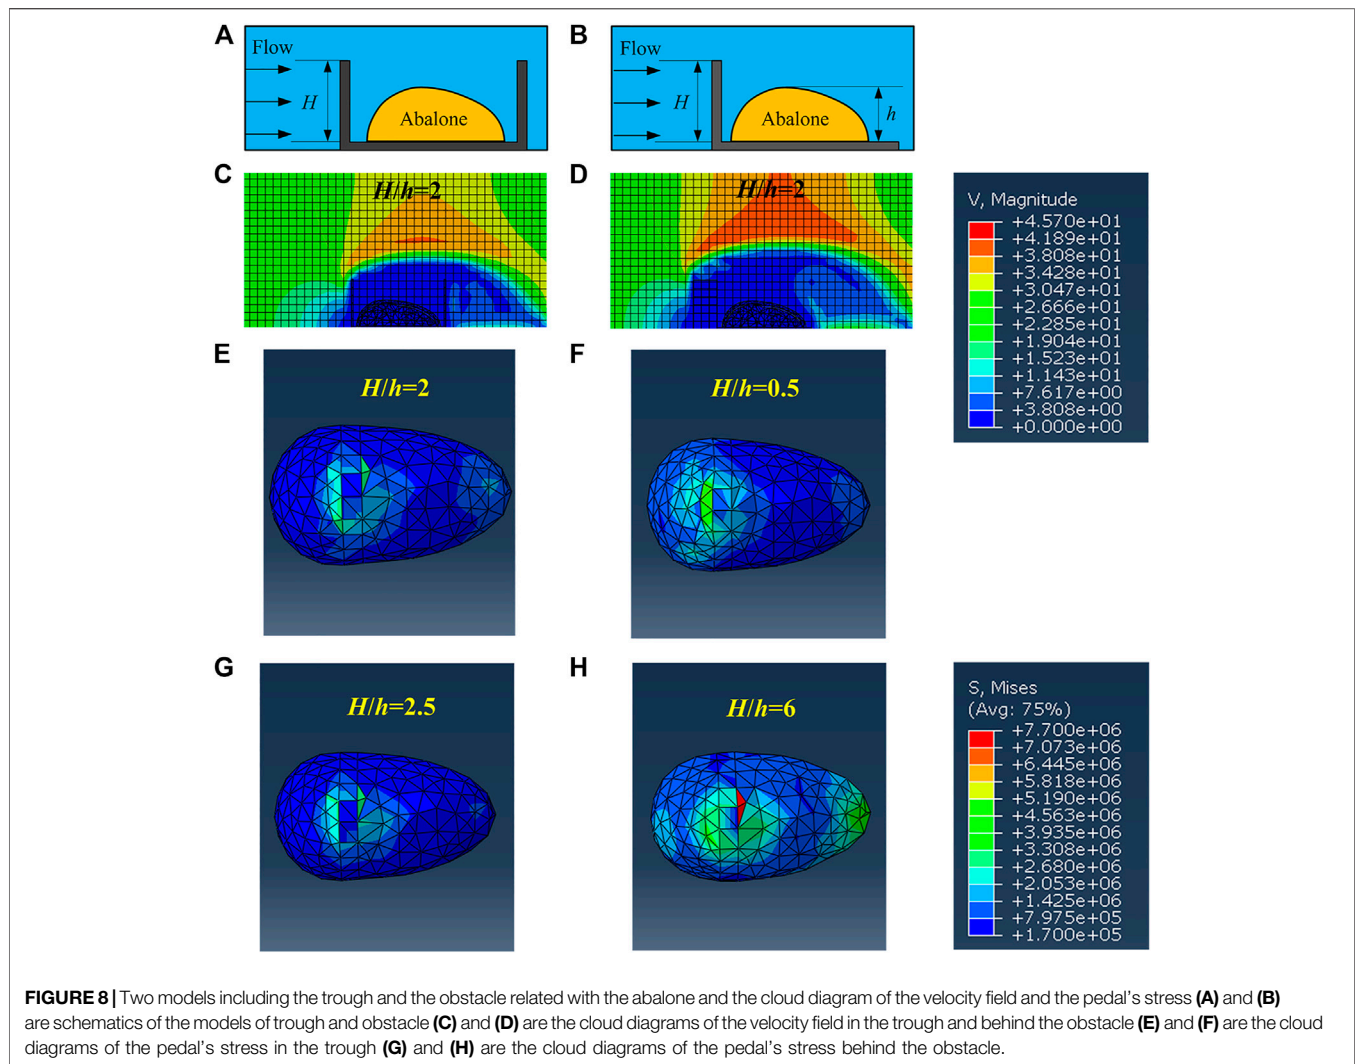 A
Flow
H
Abalone
B
Flow
H
Abalone
h
C
H/h=2
D
H/h=2
V, Magnitude
+4.570e+01
+4.189e+01
+3.808e+01
+3.428e+01
+3.047e+01
+2.666e+01
+2.285e+01
+1.904e+01
+1.523e+01
+1.143e+01
+7.617e+00
+3.808e+00
+0.000e+00
E
H/h=2
F
H/h=0.5
G
H/h=2.5
H
H/h=6
S, Mises
(Avg: 75%)
+7.700e+06
+7.073e+06
+6.445e+06
+5.818e+06
+5.190e+06
+4.563e+06
+3.935e+06
+3.308e+06
+2.680e+06
+2.053e+06
+1.425e+06
+7.975e+05
+1.700e+05
FIGURE 8 | Two models including the trough and the obstacle related with the abalone and the cloud diagram of the velocity field and the pedal's stress (A) and (B)
are schematics of the models of trough and obstacle (C) and (D) are the cloud diagrams of the velocity field in the trough and behind the obstacle (E) and (F) are the cloud
diagrams of the pedal's stress in the trough (G) and (H) are the cloud diagrams of the pedal's stress behind the obstacle.